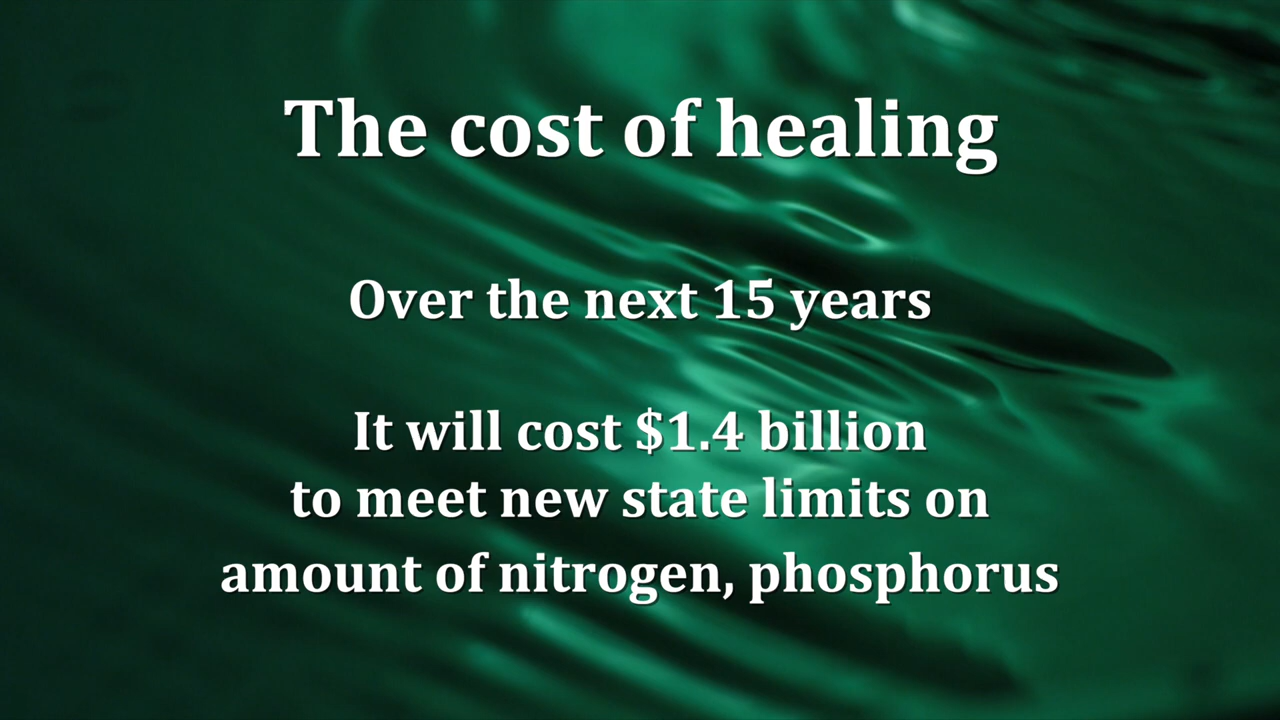 The cost of healing
Over the next 15 years
It will cost $1.4 billion
to meet new state limits on
amount of nitrogen, phosphorus